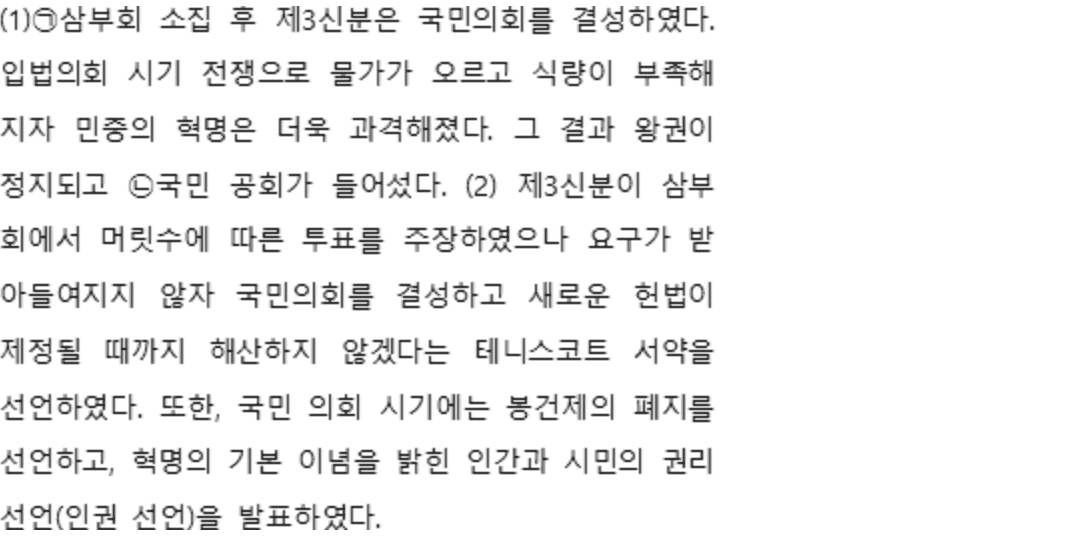 (1)㉠삼부회 소집 후 제3신분은 국민의회를 결성하였다.
입법의회 시기 전쟁으로 물가가 오르고 식량이 부족해
지자 민중의 혁명은 더욱 과격해졌다. 그 결과 왕권이
정지되고 ㉡국민 공회가 들어섰다. (2) 제3신분이 삼부
회에서 머릿수에 따른 투표를 주장하였으나 요구가 받
아들여지지 않자 국민의회를 결성하고 새로운 헌법이
제정될 때까지 해산하지 않겠다는 테니스코트 서약을
선언하였다. 또한, 국민 의회 시기에는 봉건제의 폐지를
선언하고, 혁명의 기본 이념을 밝힌 인간과 시민의 권리
선언(인권 선언)을 발표하였다.